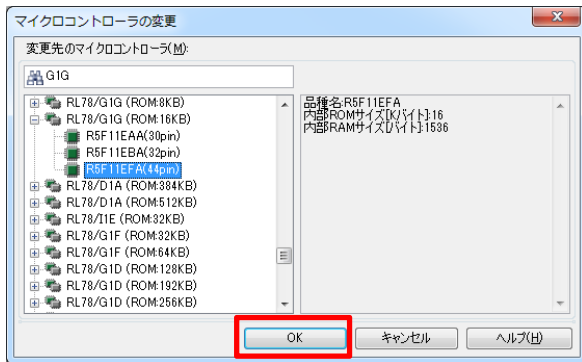 マイクロコントローラの変更
変更先のマイクロコントローラ(M):
G1G
RL78/G1G (ROM:8KB)
RL78/G1G (ROM:16KB)
R5F11EAA(30pin)
R5F11EBA(32pin)
R5F11EFA(44pin)
RL78/D1A (ROM:384KB)
RL78/D1A (ROM:512KB)
RL78/I1E (ROM:32KB)
RL78/G1F (ROM:32KB)
RL78/G1F (ROM:64KB)
RL78/G1D (ROM:128KB)
RL78/G1D (ROM:192KB)
RL78/G1D (ROM:256KB)
品種名:R5F11EFA
内部ROMサイズ[Kバイト]:16
内部RAMサイズ[バイト]:1536
OK
キャンセル
ヘルプ(H)